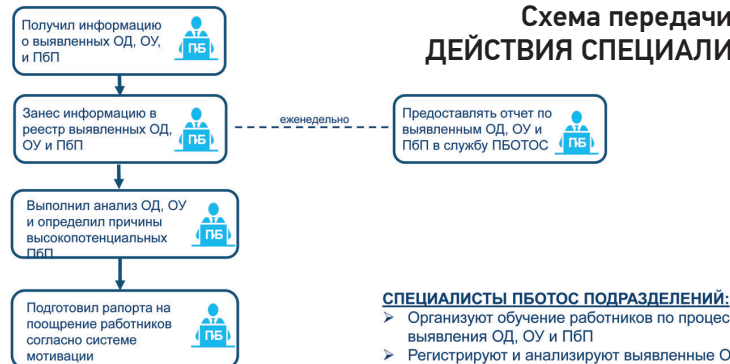 Схема передачи
ДЕЙСТВИЯ СПЕЦИАЛИ
Получил информацию
о выявленных ОД, ОУ,
и ПбП
ПБ
Занес информацию в
реестр выявленных ОД,
ОУ и ПбП
ПБ
еженедельно
Предоставлять отчет по
выявленным ОД, ОУ и
ПбП в службу ПБОТОС
ПБ
Выполнил анализ ОД, ОУ
и определил причины
высокопотенциальных
ПбП
ПБ
Подготовил рапорта на
поощрение работников
согласно системе
мотивации
ПБ
СПЕЦИАЛИСТЫ ПБОТОС ПОДРАЗДЕЛЕНИЙ:
➢ Организуют обучение работников по процес
выявления ОД, ОУ и ПбП
➢ Регистрируют и анализируют выявленные О